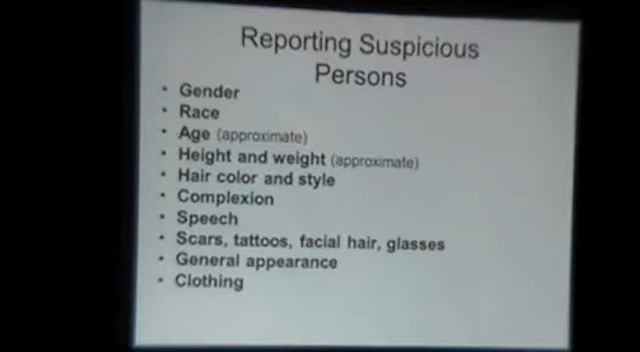 Reporting Suspicious
Persons
• Gender
• Race
• Age (approximate)
• Height and weight (approximate)
• Hair color and style
• Complexion
• Speech
• Scars, tattoos, facial hair, glasses
• General appearance
• Clothing